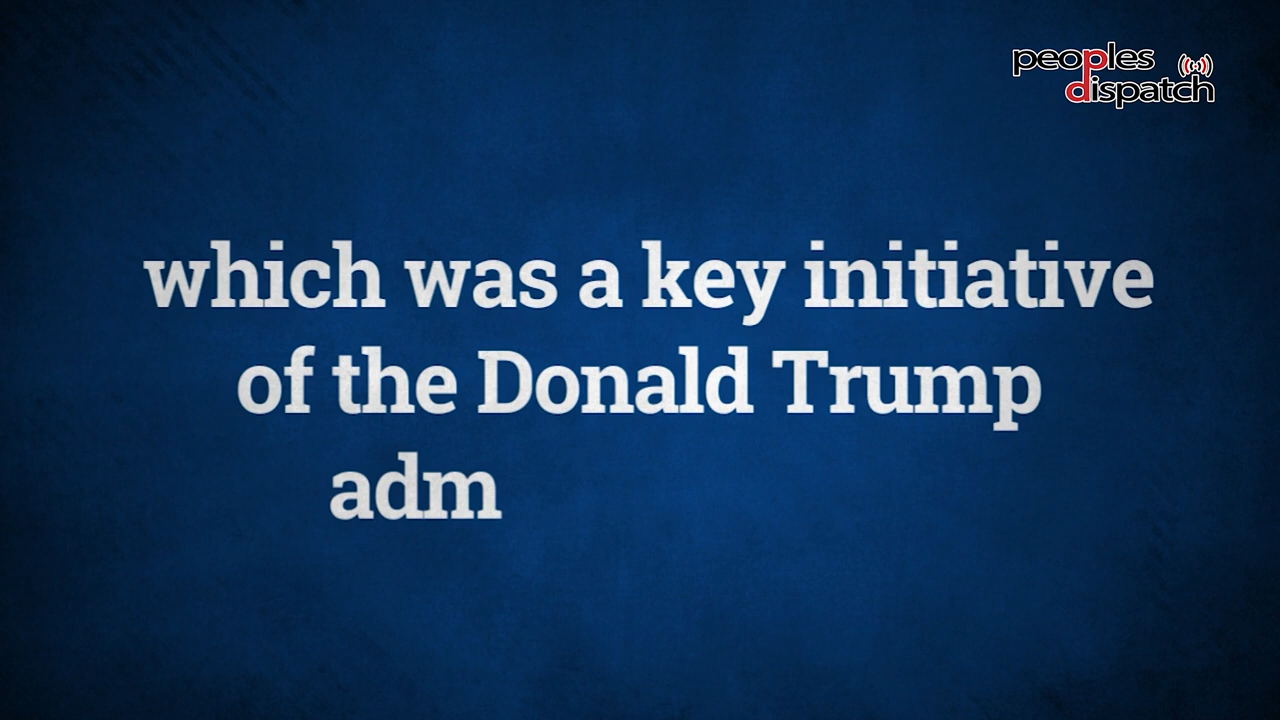 peoples
dispatch
which was a key initiative
of the Donald Trump
adm